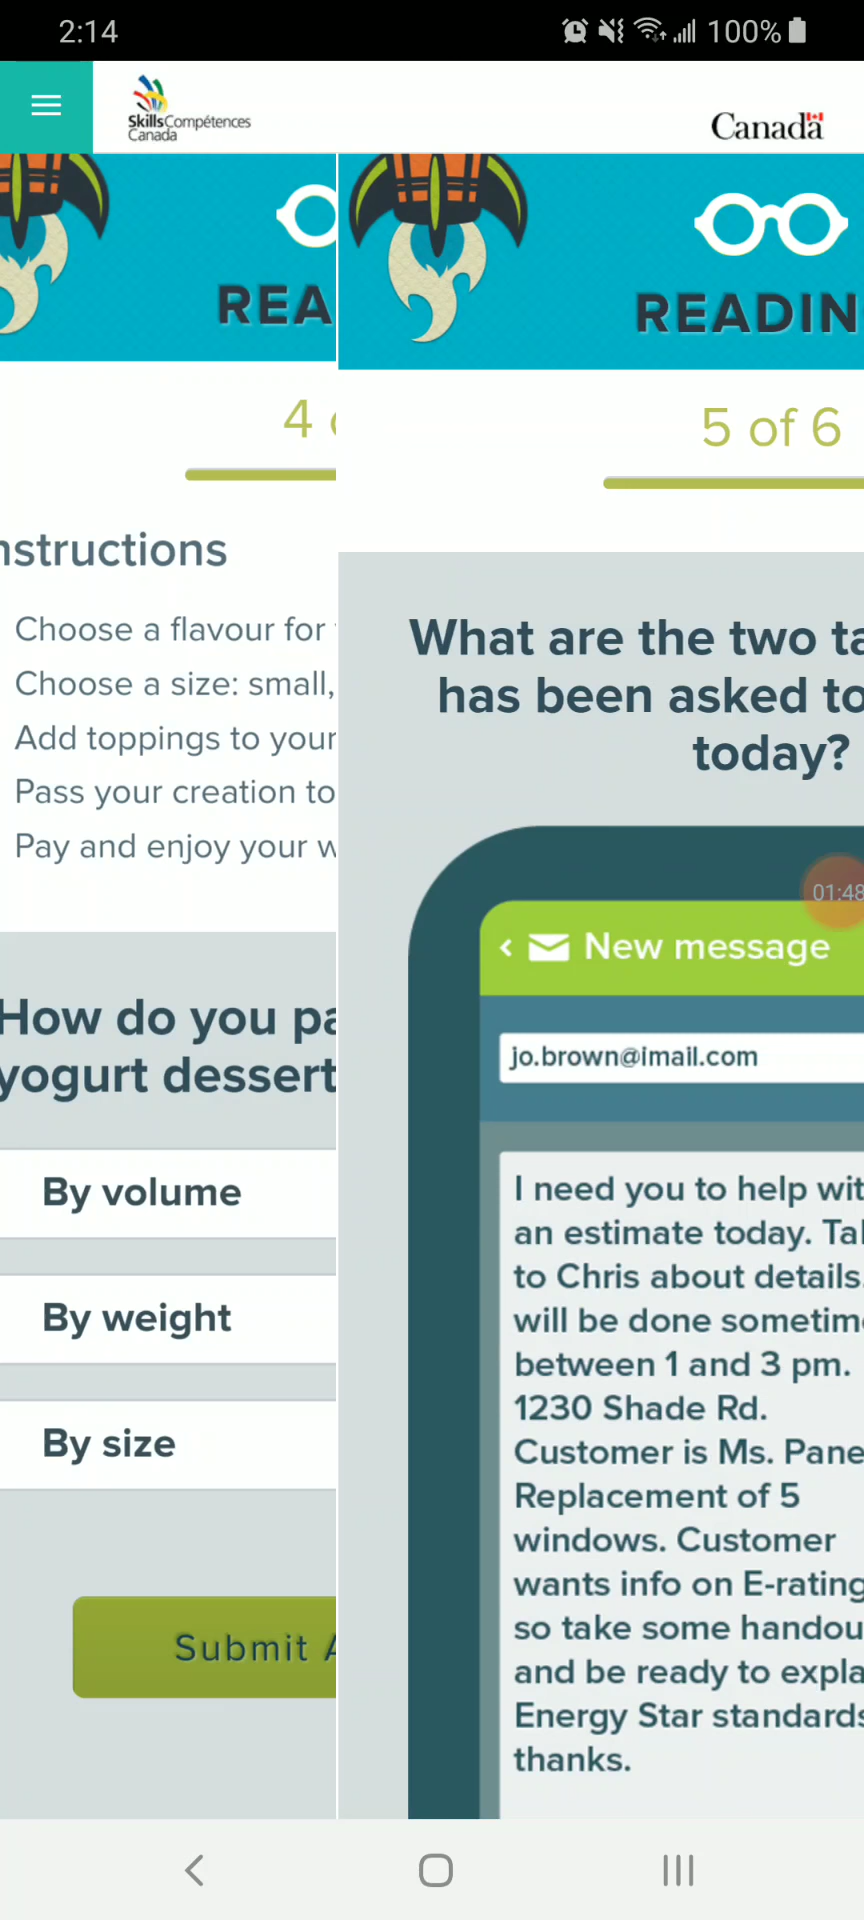 2:14
100%
SkillsCompétences
Canada
Canada
REA
4
nstructions
Choose a flavour for
Choose a size: small,
Add toppings to your
Pass your creation to
Pay and enjoy your w
How do you pa
yogurt dessert
By volume
By weight
By size
Submit A
READIN
5 of 6
What are the two ta
has been asked to
today?
01:48
New message
jo.brown@imail.com
I need you to help wit
an estimate today. Tal
to Chris about details.
will be done sometime
between 1 and 3 pm.
1230 Shade Rd.
Customer is Ms. Pane
Replacement of 5
windows. Customer
wants info on E-rating
so take some handou
and be ready to expla
Energy Star standards
thanks.